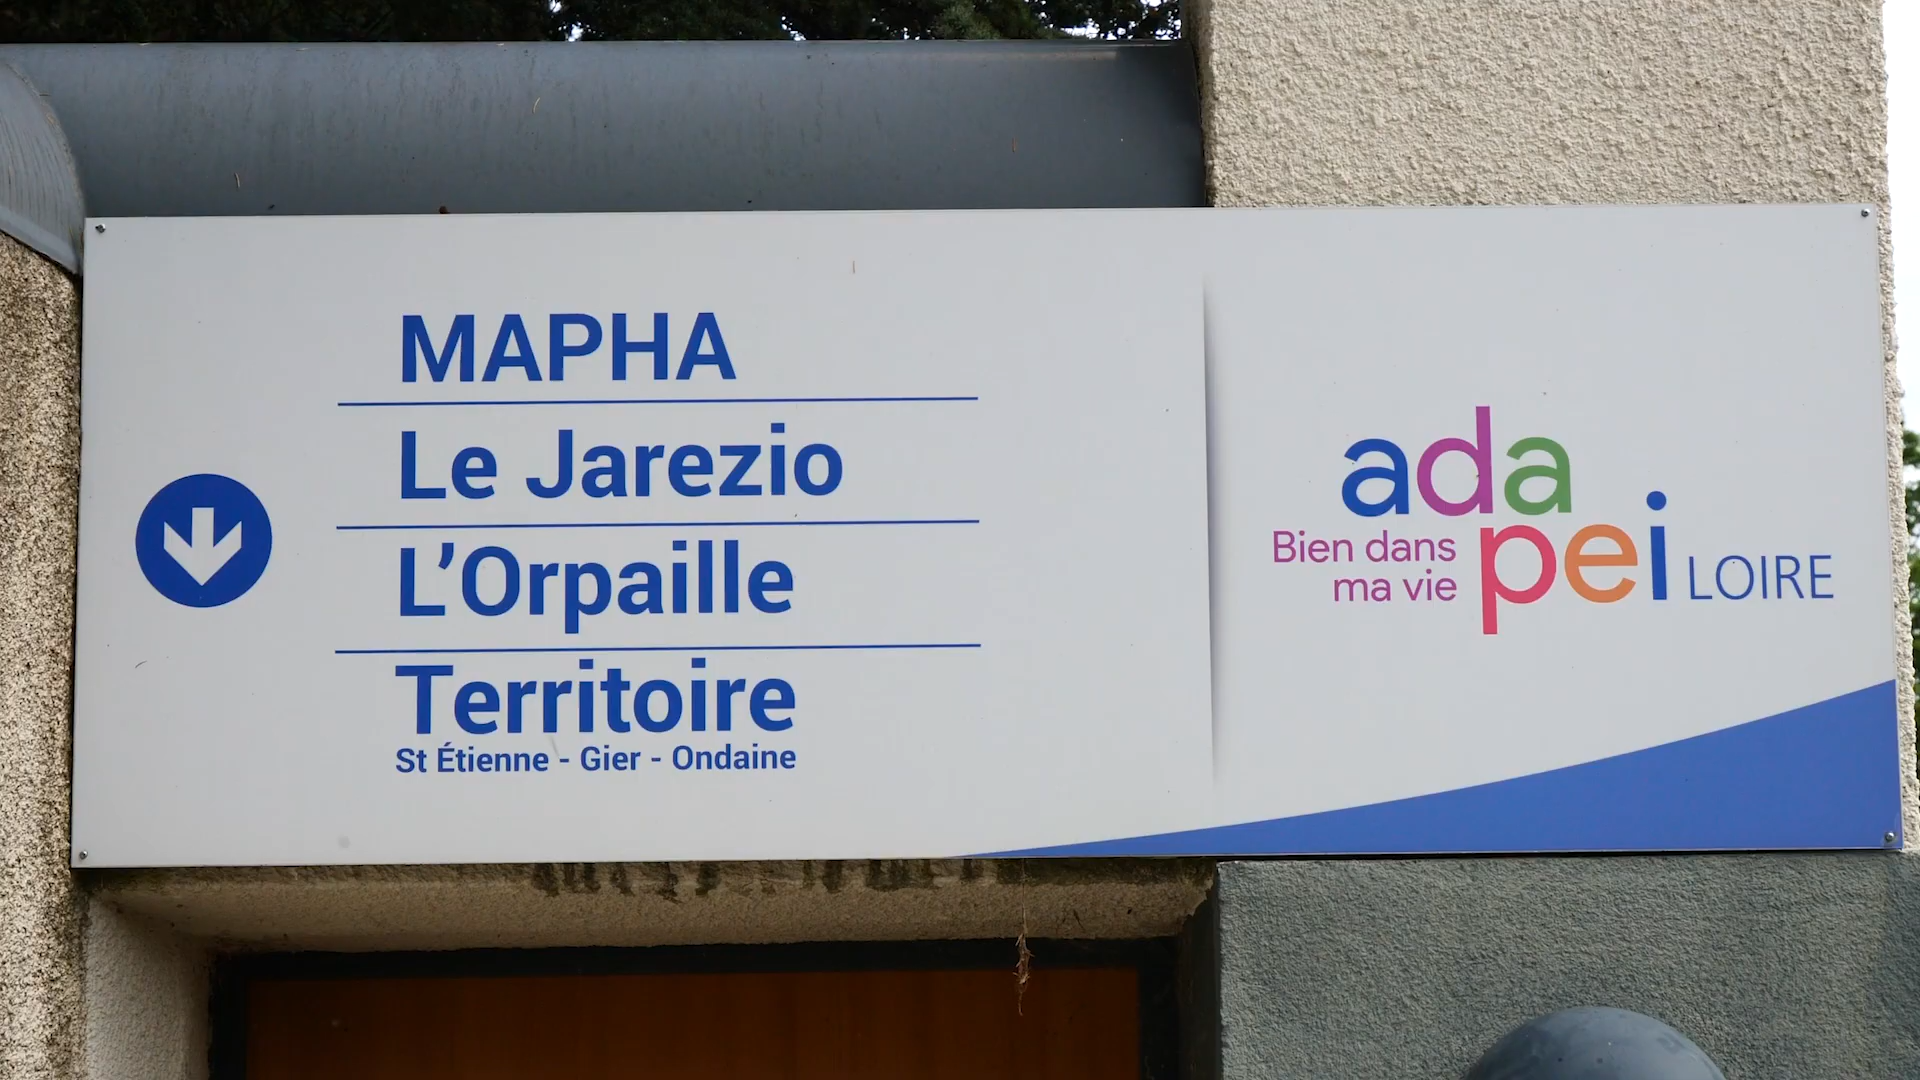 MAPHA
Le Jarezio
L’Orpaille
Territoire
St Étienne - Gier - Ondaine
ada
Bien dans
ma vie
pei LOIRE